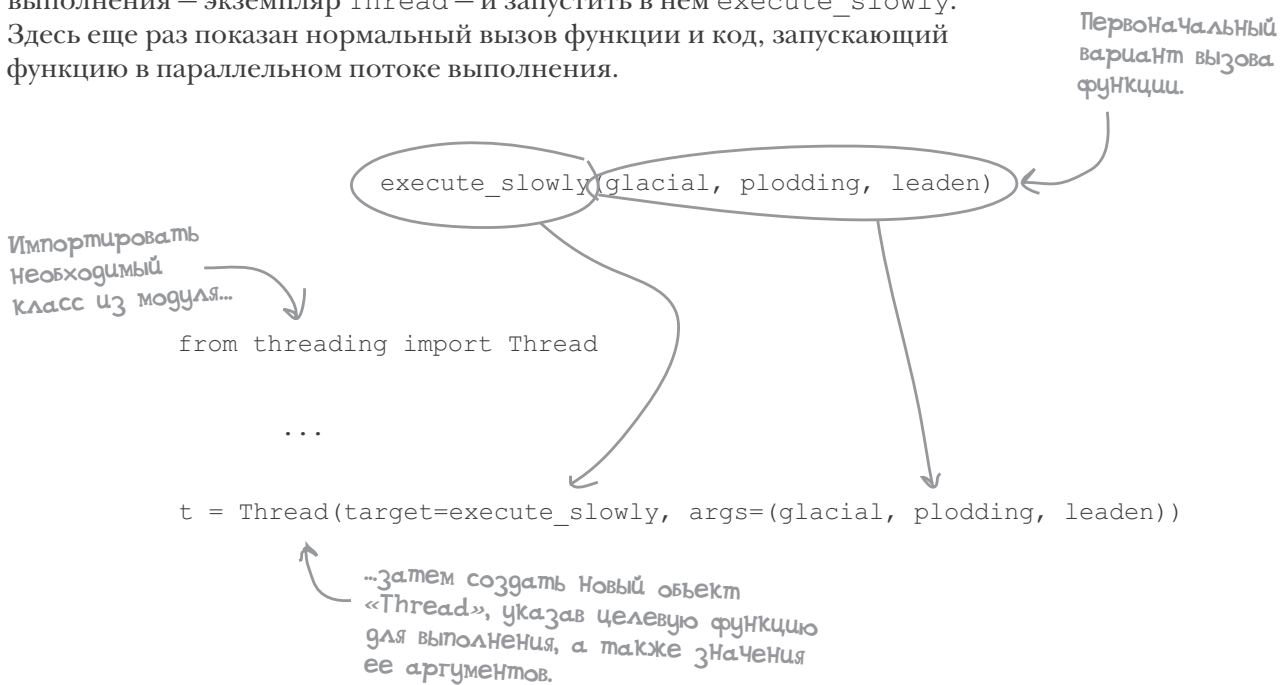 выполнения — экземпляр Thread — и запустить в нем execute_slowly.
Здесь еще раз показан нормальный вызов функции и код, запускающий
функцию в параллельном потоке выполнения.
Первоначальный
вариант вызова
функции.
execute_slowly(glacial, plodding, leaden)
Импортировать
необходимый
класс из модуля...
from threading import Thread
...
t = Thread(target=execute_slowly, args=(glacial, plodding, leaden))
...затем создать новый объект
«Thread», указав целевую функцию
для выполнения, а также значения
ее аргументов.